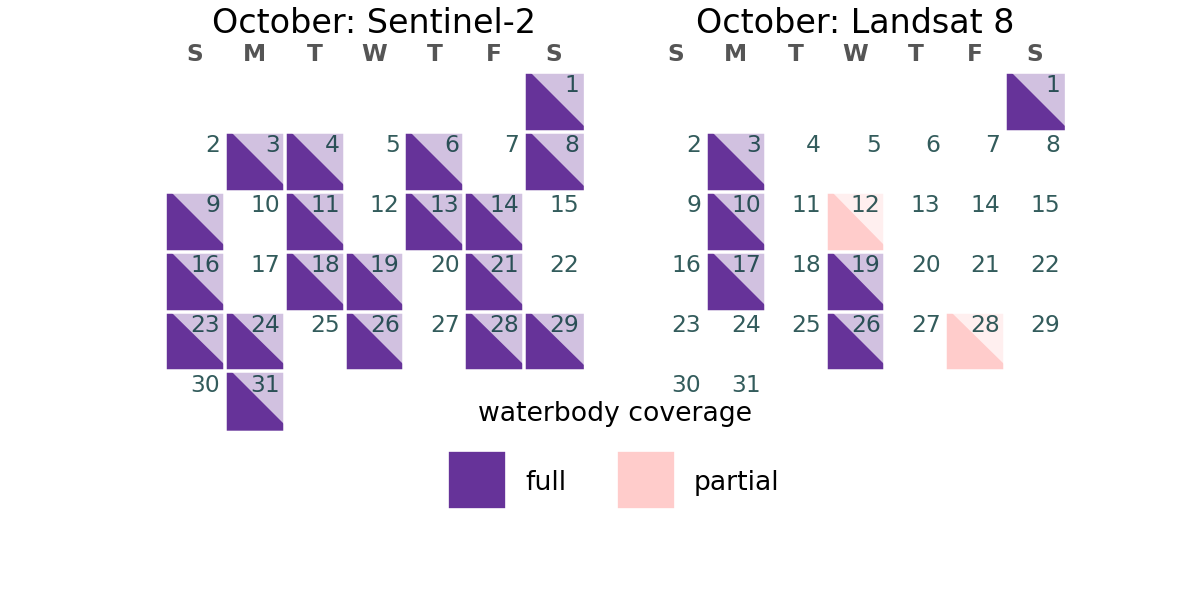 October: Sentinel-2
S M T W T F S
1
2 3 4 5 6 7 8
9 10 11 12 13 14 15
16 17 18 19 20 21 22
23 24 25 26 27 28 29
30 31
October: Landsat 8
S M T W T F S
1
2 3 4 5 6 7 8
9 10 11 12 13 14 15
16 17 18 19 20 21 22
23 24 25 26 27 28 29
30 31
waterbody coverage
full
partial